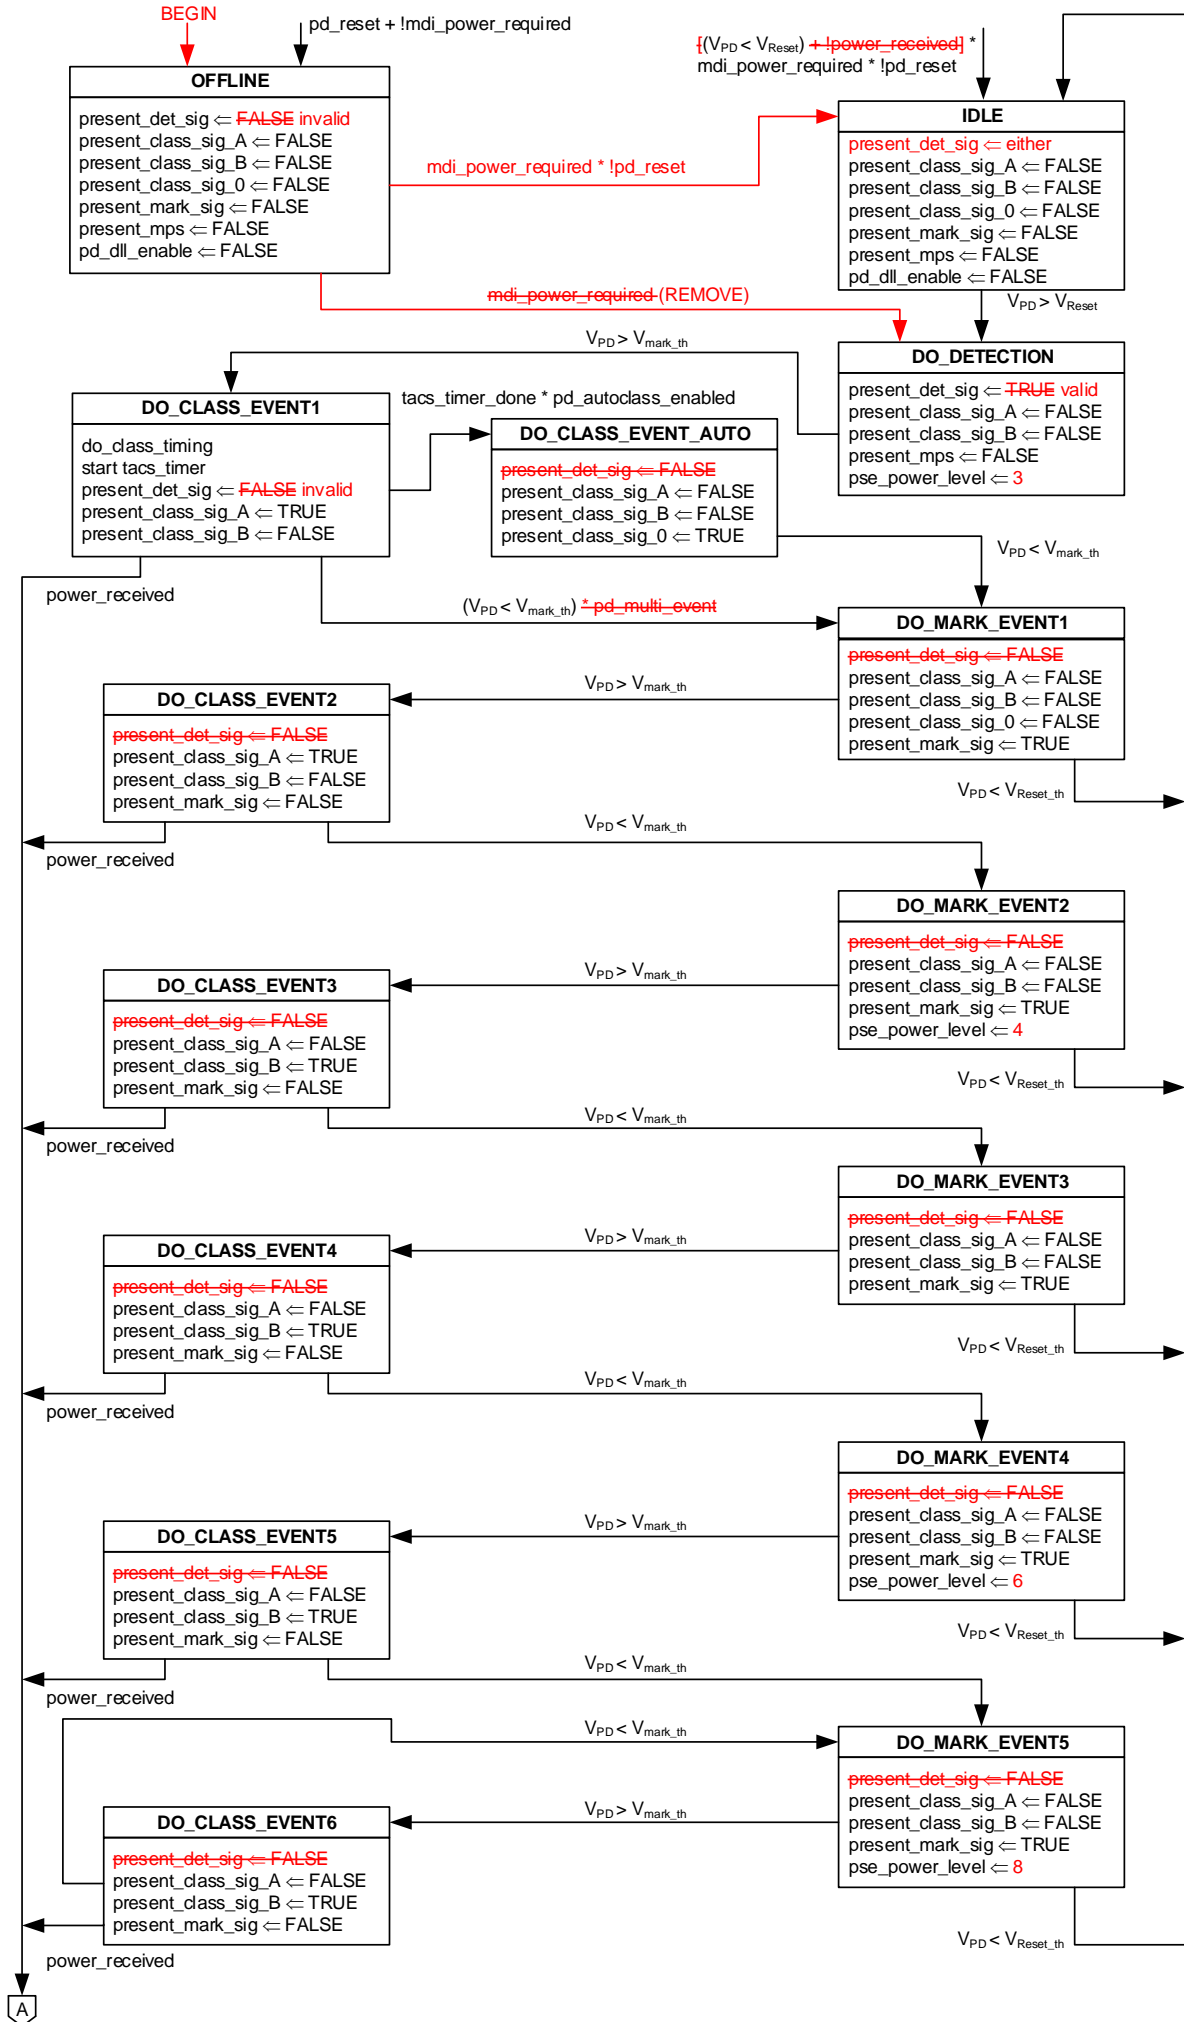 BEGIN
pd_reset + !mdi_power_required
[(VPD < VReset) + !power_received] *
mdi_power_required * !pd_reset
OFFLINE
present_det_sig ⇐ FALSE invalid
present_class_sig_A ⇐ FALSE
present_class_sig_B ⇐ FALSE
present_class_sig_0 ⇐ FALSE
present_mark_sig ⇐ FALSE
present_mps ⇐ FALSE
pd_dll_enable ⇐ FALSE
mdi_power_required * !pd_reset
IDLE
present_det_sig ⇐ either
present_class_sig_A ⇐ FALSE
present_class_sig_B ⇐ FALSE
present_class_sig_0 ⇐ FALSE
present_mark_sig ⇐ FALSE
present_mps ⇐ FALSE
pd_dll_enable ⇐ FALSE
mdi_power_required (REMOVE)
VPD > VReset
VPD > Vmark_th
DO_DETECTION
present_det_sig ⇐ TRUE valid
present_class_sig_A ⇐ FALSE
present_class_sig_B ⇐ FALSE
present_mps ⇐ FALSE
pse_power_level ⇐ 3
DO_CLASS_EVENT1
do_class_timing
start tacs_timer
present_det_sig ⇐ FALSE invalid
present_class_sig_A ⇐ TRUE
present_class_sig_B ⇐ FALSE
tacs_timer_done * pd_autoclass_enabled
DO_CLASS_EVENT_AUTO
present_det_sig ⇐ FALSE
present_class_sig_A ⇐ FALSE
present_class_sig_B ⇐ FALSE
present_class_sig_0 ⇐ TRUE
VPD < Vmark_th
power_received
(VPD < Vmark_th) * pd_multi_event
DO_MARK_EVENT1
present_det_sig ⇐ FALSE
present_class_sig_A ⇐ FALSE
present_class_sig_B ⇐ FALSE
present_class_sig_0 ⇐ FALSE
present_mark_sig ⇐ TRUE
VPD > Vmark_th
VPD < VReset_th
DO_CLASS_EVENT2
present_det_sig ⇐ FALSE
present_class_sig_A ⇐ TRUE
present_class_sig_B ⇐ FALSE
present_mark_sig ⇐ FALSE
power_received
VPD < Vmark_th
DO_MARK_EVENT2
present_det_sig ⇐ FALSE
present_class_sig_A ⇐ FALSE
present_class_sig_B ⇐ FALSE
present_mark_sig ⇐ TRUE
pse_power_level ⇐ 4
VPD > Vmark_th
VPD < VReset_th
DO_CLASS_EVENT3
present_det_sig ⇐ FALSE
present_class_sig_A ⇐ FALSE
present_class_sig_B ⇐ TRUE
present_mark_sig ⇐ FALSE
power_received
VPD < Vmark_th
DO_MARK_EVENT3
present_det_sig ⇐ FALSE
present_class_sig_A ⇐ FALSE
present_class_sig_B ⇐ FALSE
present_mark_sig ⇐ TRUE
VPD > Vmark_th
VPD < VReset_th
DO_CLASS_EVENT4
present_det_sig ⇐ FALSE
present_class_sig_A ⇐ FALSE
present_class_sig_B ⇐ TRUE
present_mark_sig ⇐ FALSE
power_received
VPD < Vmark_th
DO_MARK_EVENT4
present_det_sig ⇐ FALSE
present_class_sig_A ⇐ FALSE
present_class_sig_B ⇐ FALSE
present_mark_sig ⇐ TRUE
pse_power_level ⇐ 6
VPD > Vmark_th
VPD < VReset_th
DO_CLASS_EVENT5
present_det_sig ⇐ FALSE
present_class_sig_A ⇐ FALSE
present_class_sig_B ⇐ TRUE
present_mark_sig ⇐ FALSE
power_received
VPD < Vmark_th
VPD < Vmark_th
DO_MARK_EVENT5
present_det_sig ⇐ FALSE
present_class_sig_A ⇐ FALSE
present_class_sig_B ⇐ FALSE
present_mark_sig ⇐ TRUE
pse_power_level ⇐ 8
VPD > Vmark_th
VPD < VReset_th
DO_CLASS_EVENT6
present_det_sig ⇐ FALSE
present_class_sig_A ⇐ FALSE
present_class_sig_B ⇐ TRUE
present_mark_sig ⇐ FALSE
power_received
A